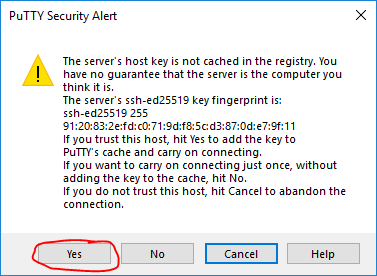 PuTTY Security Alert
The server's host key is not cached in the registry. You
have no guarantee that the server is the computer you
think it is.
The server's ssh-ed25519 key fingerprint is:
ssh-ed25519 255
91:20:83:2e:fd:c0:71:9d:f8:5c:d3:87:0d:e7:9f:11
If you trust this host, hit Yes to add the key to
PuTTY's cache and carry on connecting.
If you want to carry on connecting just once, without
adding the key to the cache, hit No.
If you do not trust this host, hit Cancel to abandon the
connection.
Yes
No
Cancel
Help